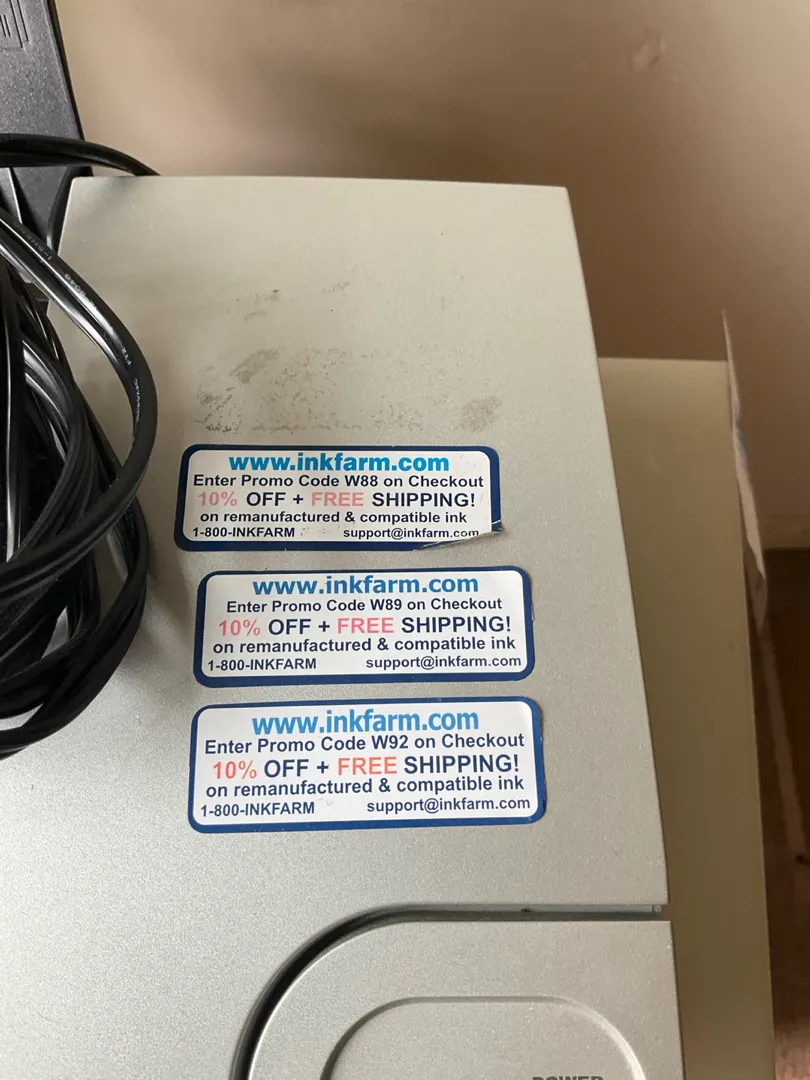 www.inkfarm.com
Enter Promo Code W88 on Checkout
10% OFF + FREE SHIPPING!
on remanufactured & compatible ink
1-800-INKFARM support@inkfarm.com
www.inkfarm.com
Enter Promo Code W89 on Checkout
10% OFF + FREE SHIPPING!
on remanufactured & compatible ink
1-800-INKFARM support@inkfarm.com
www.inkfarm.com
Enter Promo Code W92 on Checkout
10% OFF + FREE SHIPPING!
on remanufactured & compatible ink
1-800-INKFARM support@inkfarm.com
POWER